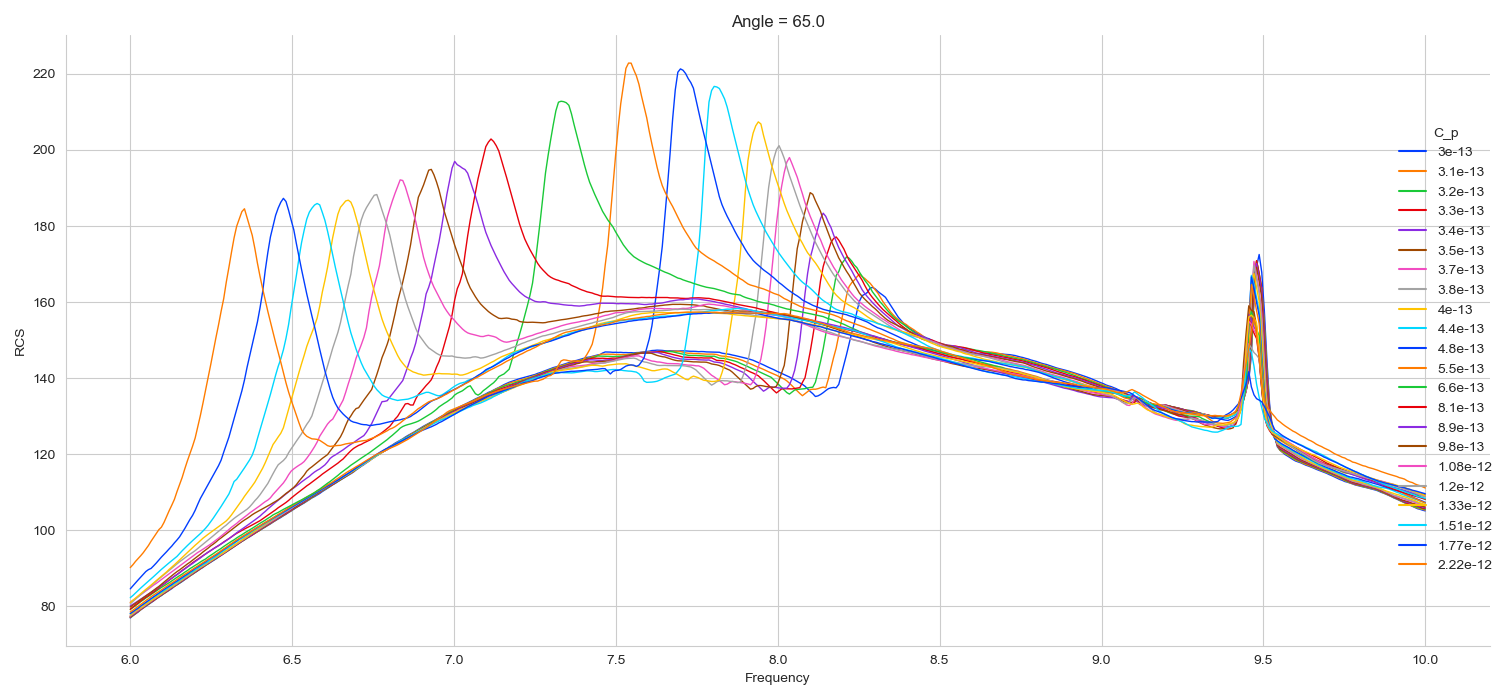 Angle = 65.0
RCS
220
200
180
160
140
120
100
80
6.0 6.5 7.0 7.5 8.0 8.5 9.0 9.5 10.0
Frequency
C_p
3e-13
3.1e-13
3.2e-13
3.3e-13
3.4e-13
3.5e-13
3.7e-13
3.8e-13
4e-13
4.4e-13
4.8e-13
5.5e-13
6.6e-13
8.1e-13
8.9e-13
9.8e-13
1.08e-12
1.2e-12
1.33e-12
1.51e-12
1.77e-12
2.22e-12